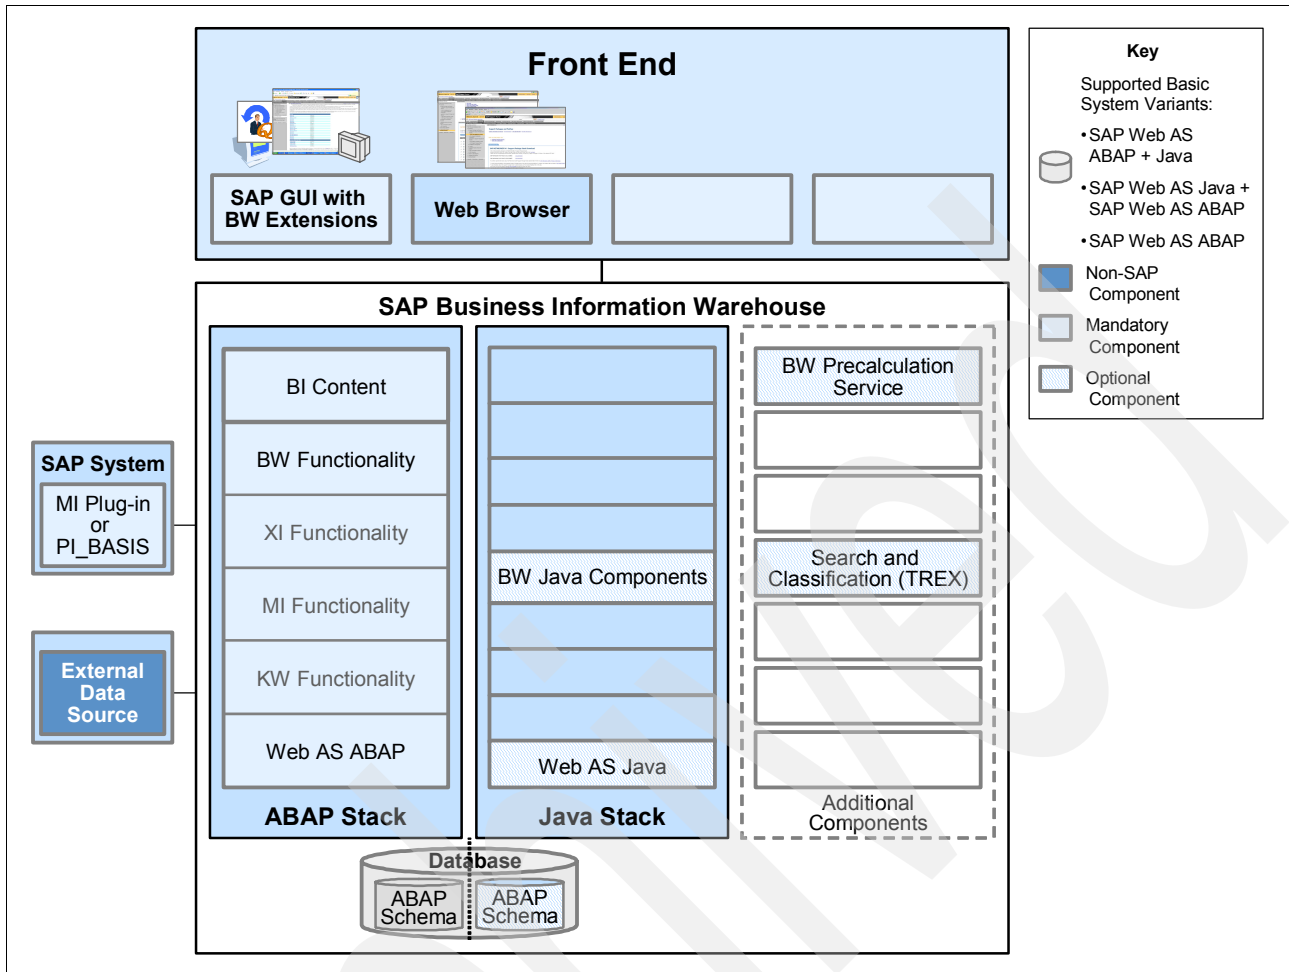 Front End
SAP GUI with
BW Extensions
Web Browser
Key
Supported Basic
System Variants:
•SAP Web AS
ABAP + Java
•SAP Web AS Java +
SAP Web AS ABAP
•SAP Web AS ABAP
Non-SAP
Component
Mandatory
Component
Optional
Component
SAP Business Information Warehouse
SAP System
MI Plug-in
or
PI_BASIS
External
Data
Source
BI Content
BW Functionality
XI Functionality
MI Functionality
KW Functionality
Web AS ABAP
ABAP Stack
BW Java Components
Web AS Java
Java Stack
BW Precalculation
Service
Search and
Classification (TREX)
Additional
Components
Database
ABAP
Schema
ABAP
Schema